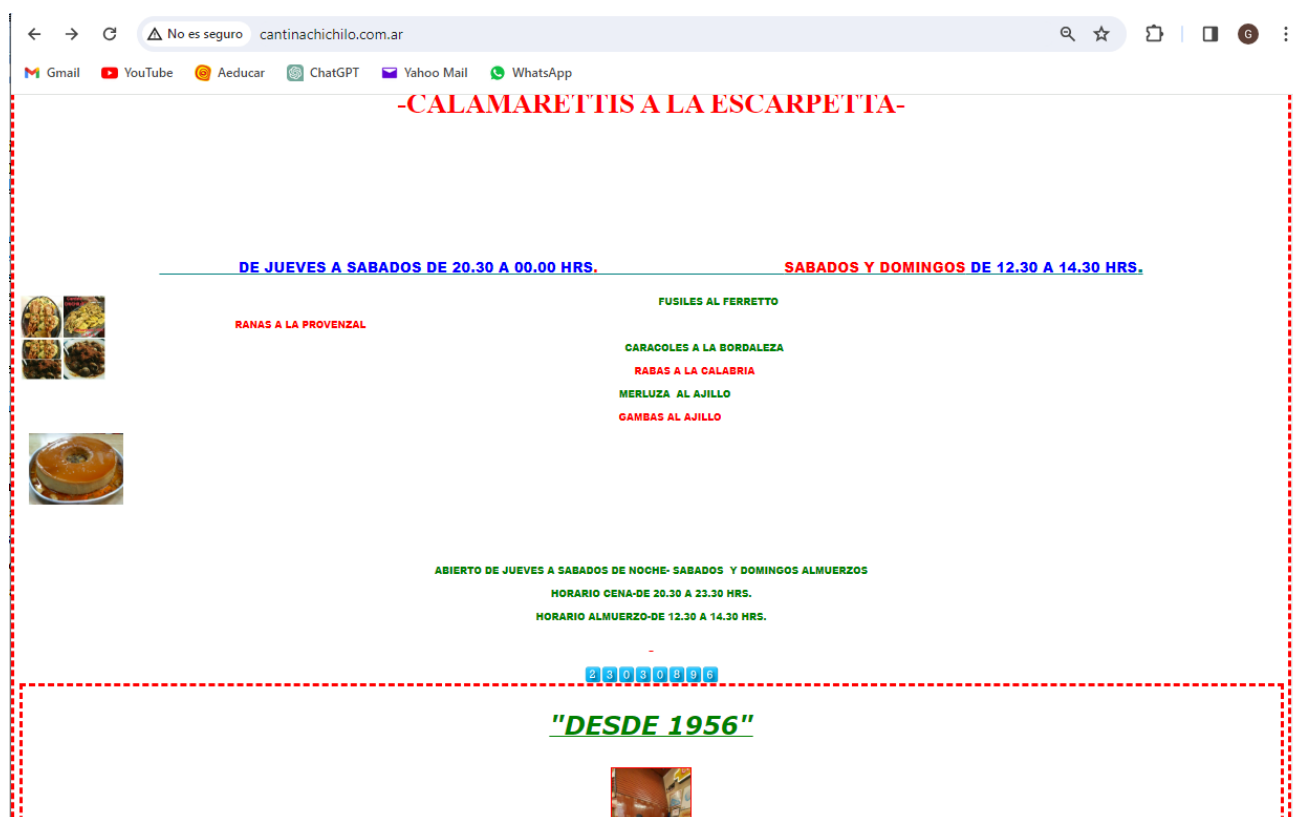 No es seguro cantinachichilo.com.ar G
Gmail YouTube Aeducar ChatGPT Yahoo Mail WhatsApp
-CALAMARETTIS A LA ESCARPETTA-
DE JUEVES A SABADOS DE 20.30 A 00.00 HRS. SABADOS Y DOMINGOS DE 12.30 A 14.30 HRS.
FUSILES AL FERRETTO
RANAS A LA PROVENZAL
CARACOLES A LA BORDALEZA
RABAS A LA CALABRIA
MERLUZA AL AJILLO
GAMBAS AL AJILLO
ABIERTO DE JUEVES A SABADOS DE NOCHE- SABADOS Y DOMINGOS ALMUERZOS
HORARIO CENA-DE 20.30 A 23.30 HRS.
HORARIO ALMUERZO-DE 12.30 A 14.30 HRS.
-
23030896
"DESDE 1956"